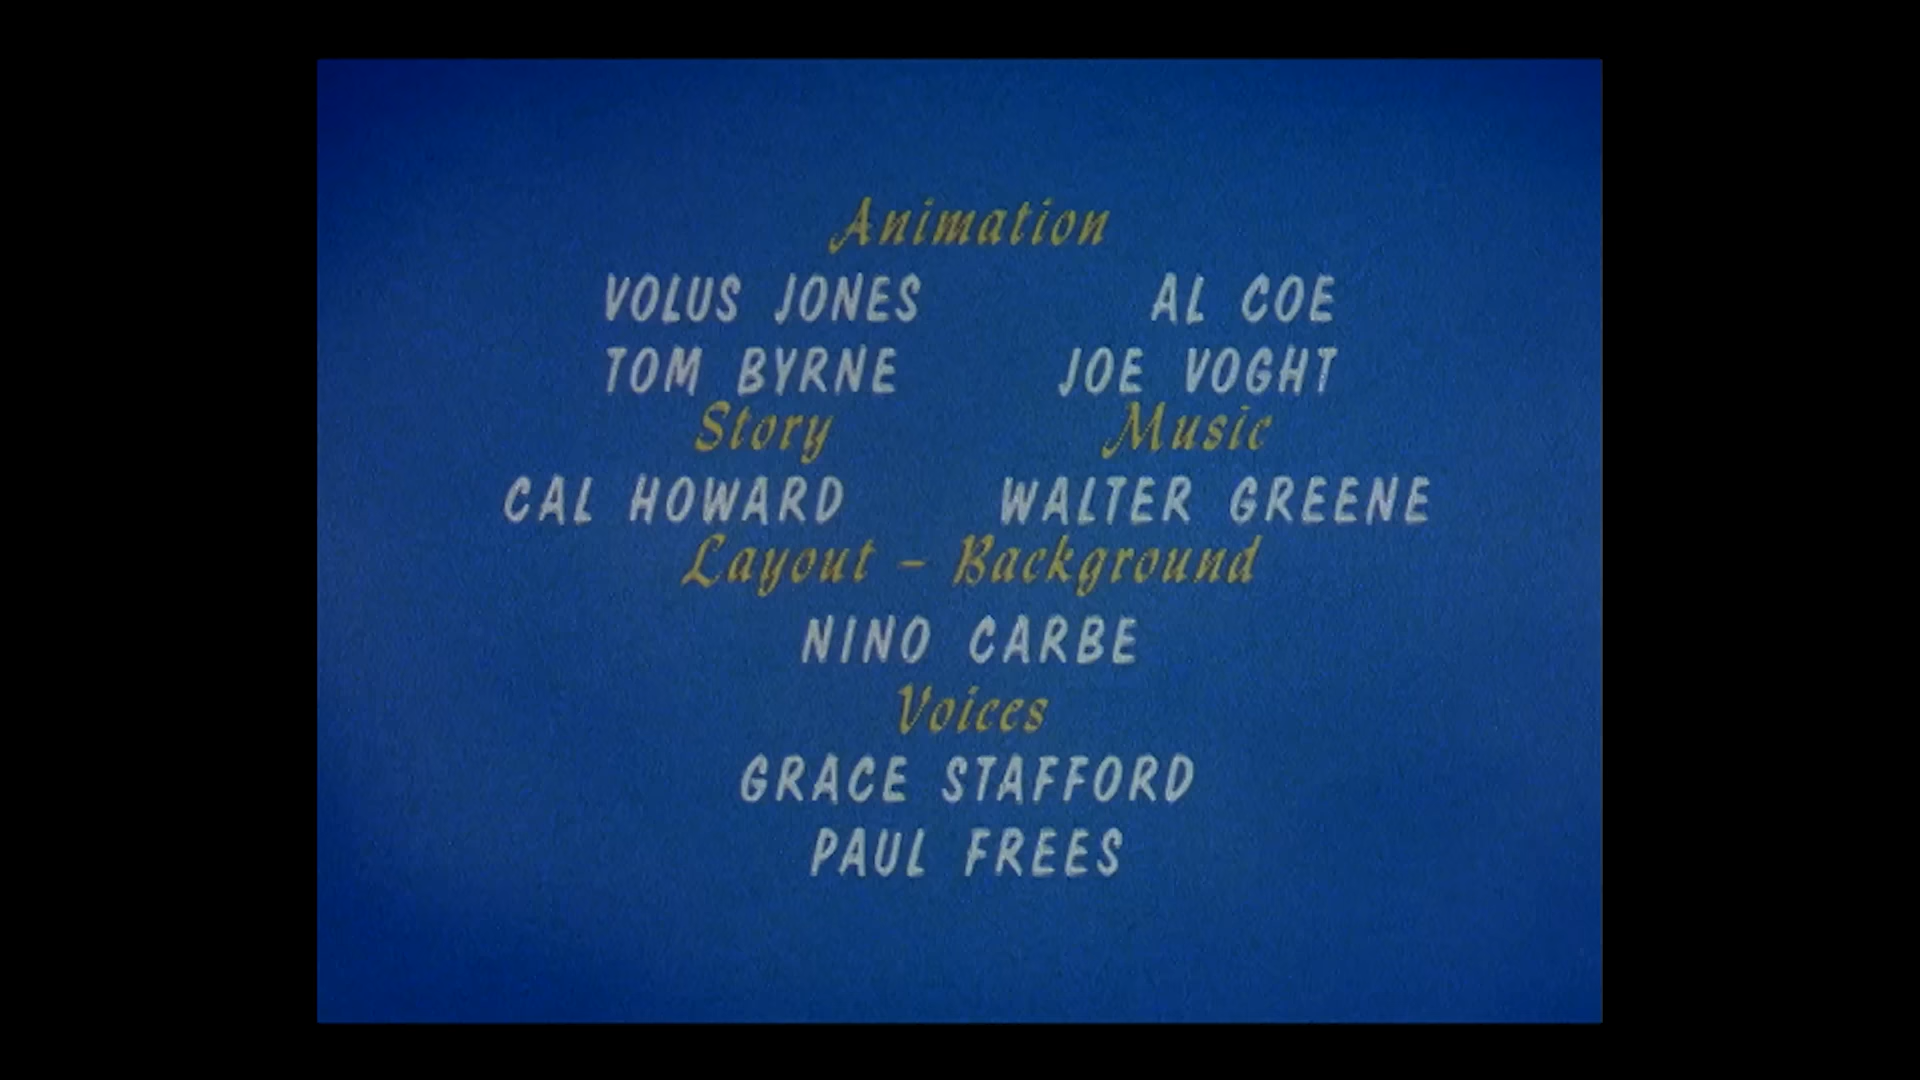 Animation
VOLUS JONES AL COE
TOM BYRNE JOE VOGHT
Story Music
CAL HOWARD WALTER GREENE
Layout – Background
NINO CARBE
Voices
GRACE STAFFORD
PAUL FREES